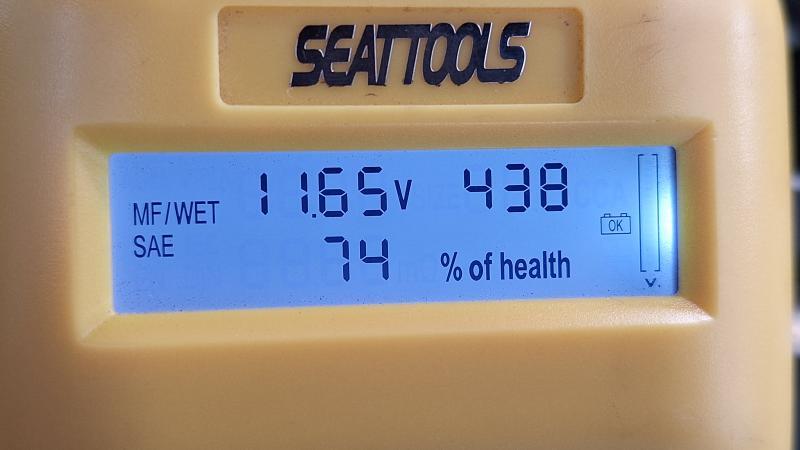 SEATTOOLS
MF/WET 11.65V 438
OK
SAE 74 % of health
V.